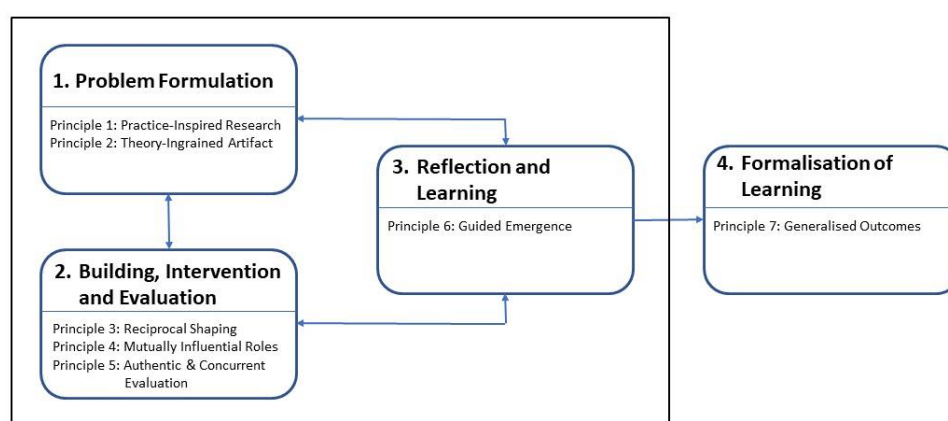 1. Problem Formulation
Principle 1: Practice-Inspired Research
Principle 2: Theory-Ingrained Artifact
2. Building, Intervention
and Evaluation
Principle 3: Reciprocal Shaping
Principle 4: Mutually Influential Roles
Principle 5: Authentic & Concurrent
Evaluation
3. Reflection and
Learning
Principle 6: Guided Emergence
4. Formalisation of
Learning
Principle 7: Generalised Outcomes